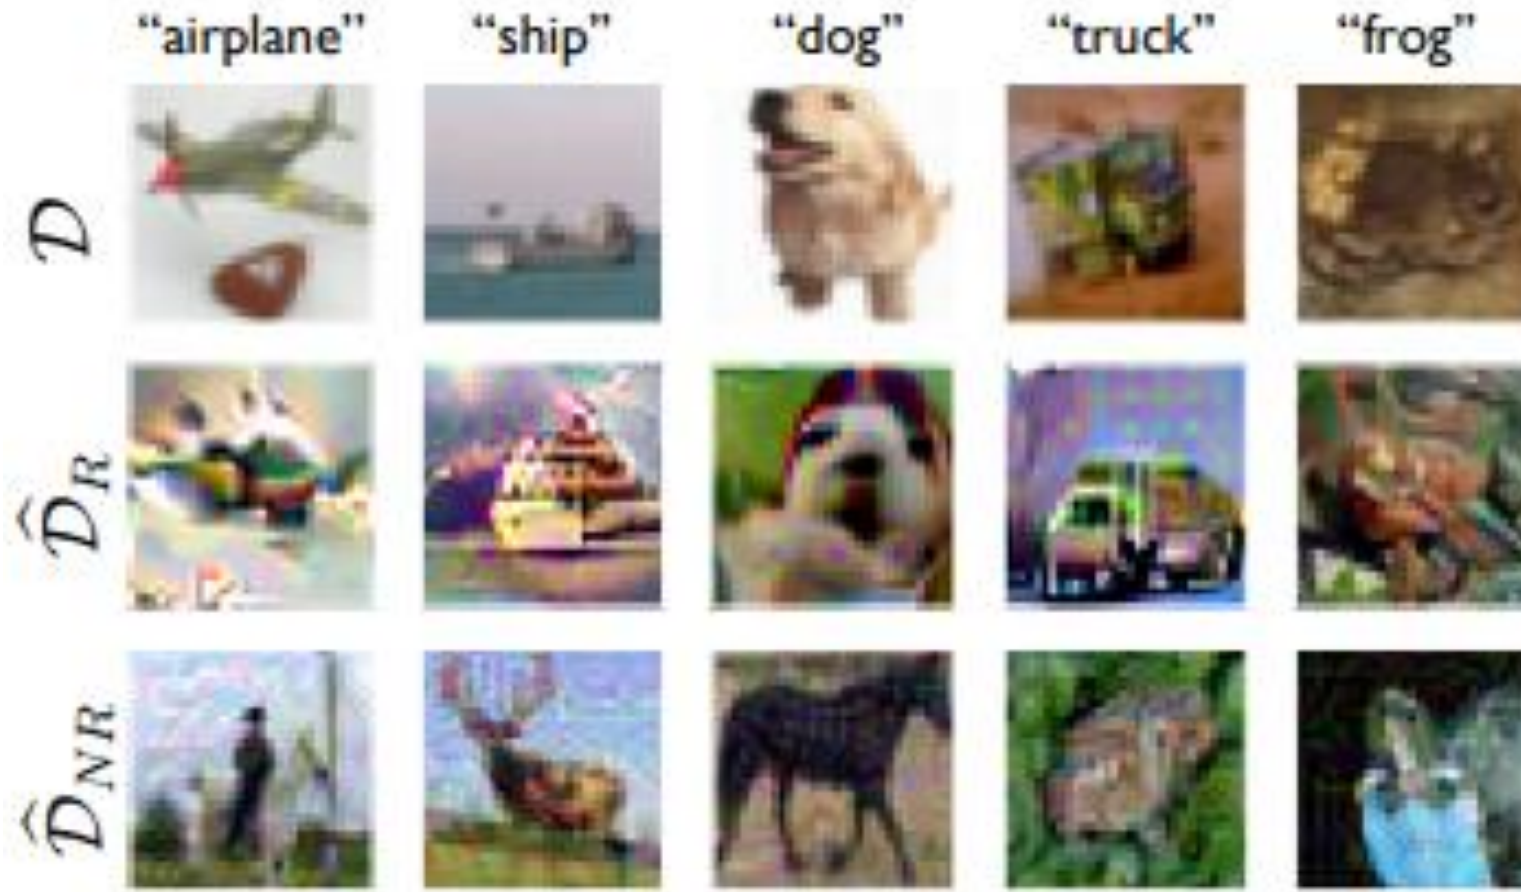 “airplane” “ship” “dog” “truck” “frog”
𝒟
𝒟̂_R
𝒟̂_NR